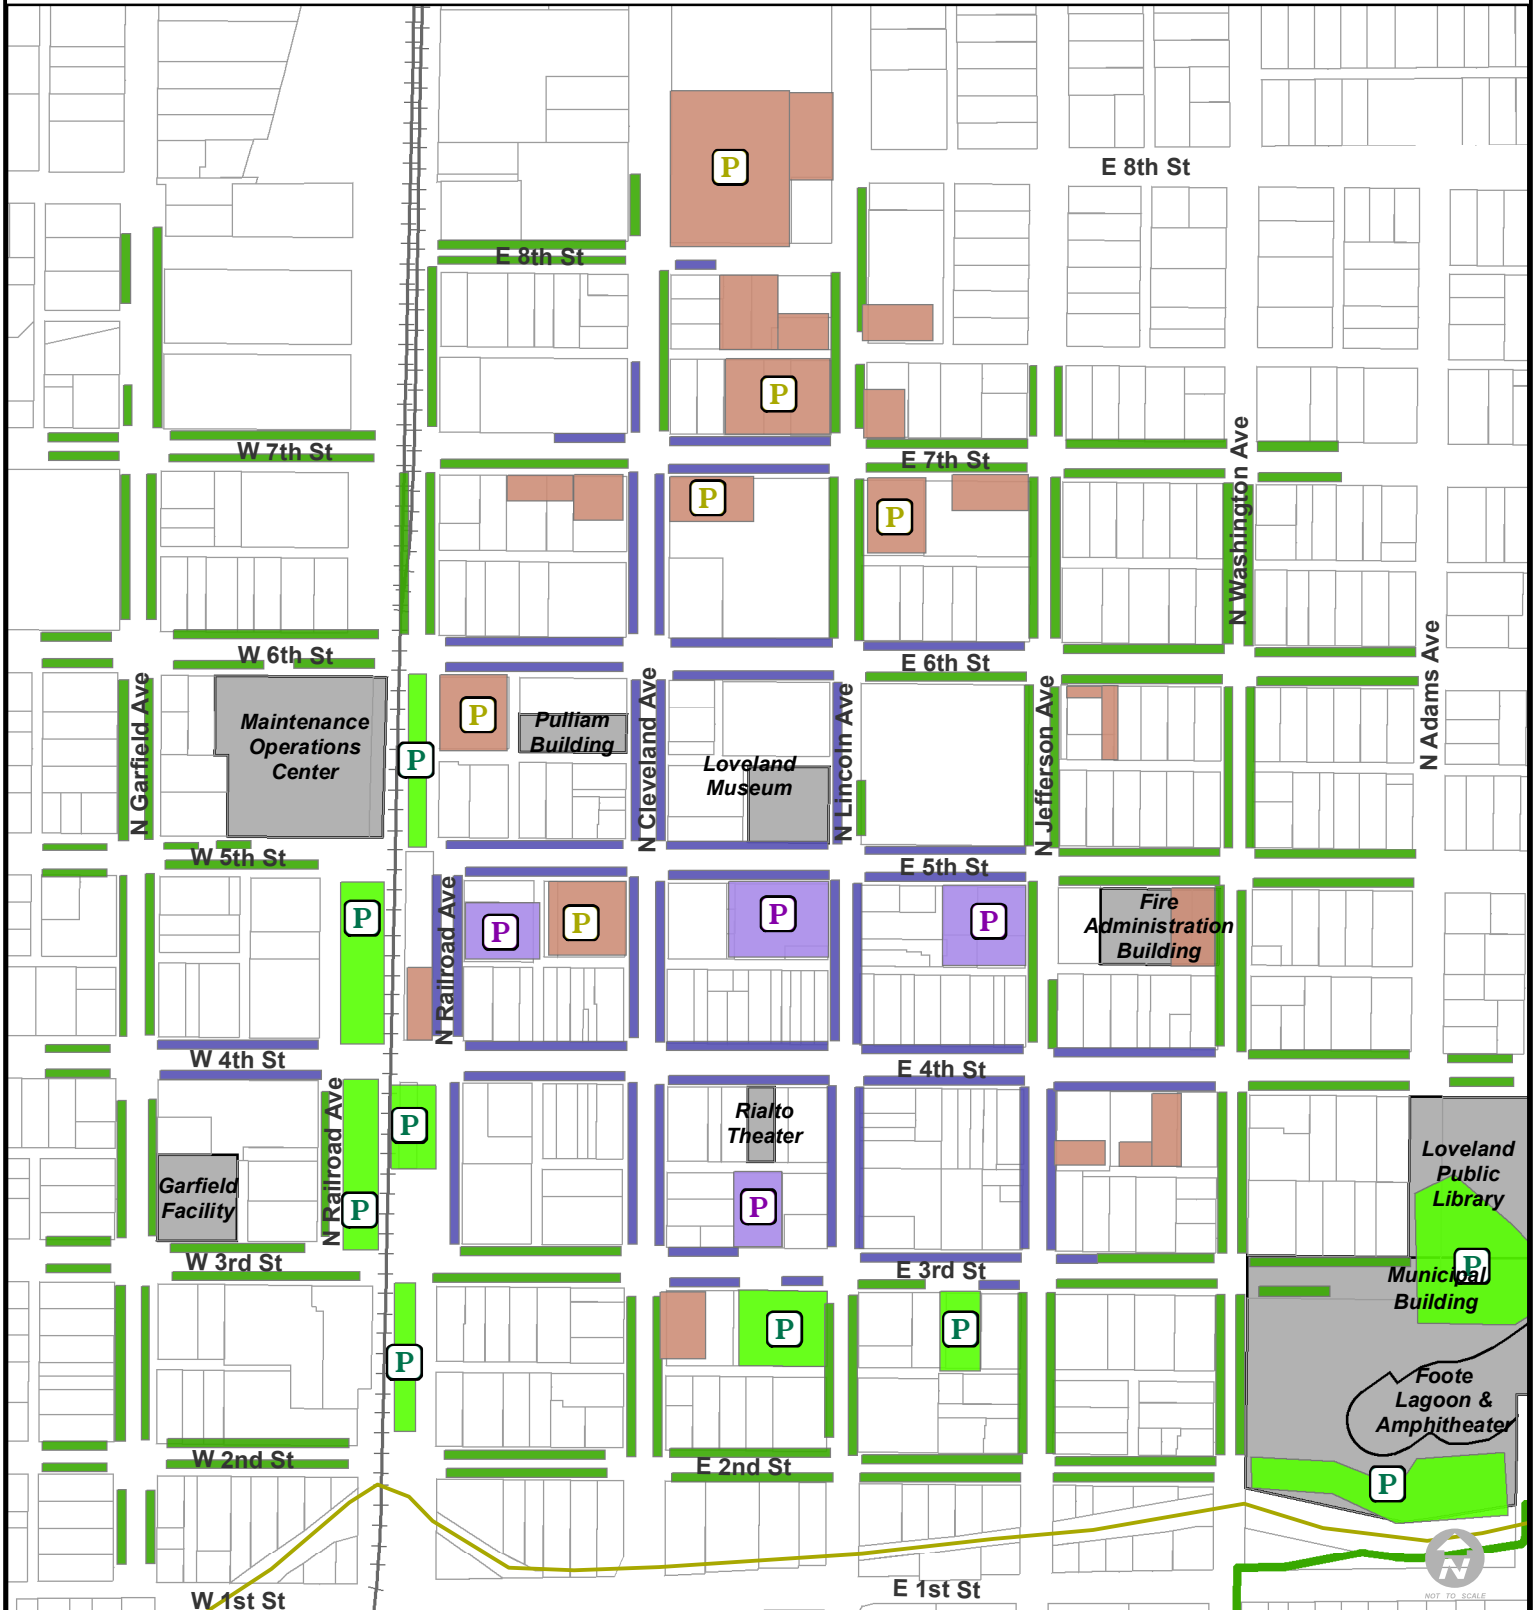 E 8th St
P
E 8th St
P
N Washington Ave
W 7th St
E 7th St
P
P
W 6th St
E 6th St
N Garfield Ave
Maintenance
Operations
Center
P
P
Pulliam
Building
N Cleveland Ave
Loveland
Museum
N Lincoln Ave
N Jefferson Ave
N Adams Ave
W 5th St
E 5th St
P
N Railroad Ave
P
P
P
P
Fire
Administration
Building
W 4th St
E 4th St
N Railroad Ave
P
P
Rialto
Theater
P
Garfield
Facility
Loveland
Public
Library
W 3rd St
E 3rd St
P
Municipal
Building
P
P
P
Foote
Lagoon &
Amphitheater
W 2nd St
E 2nd St
P
W 1st St
E 1st St
N
NOT TO SCALE